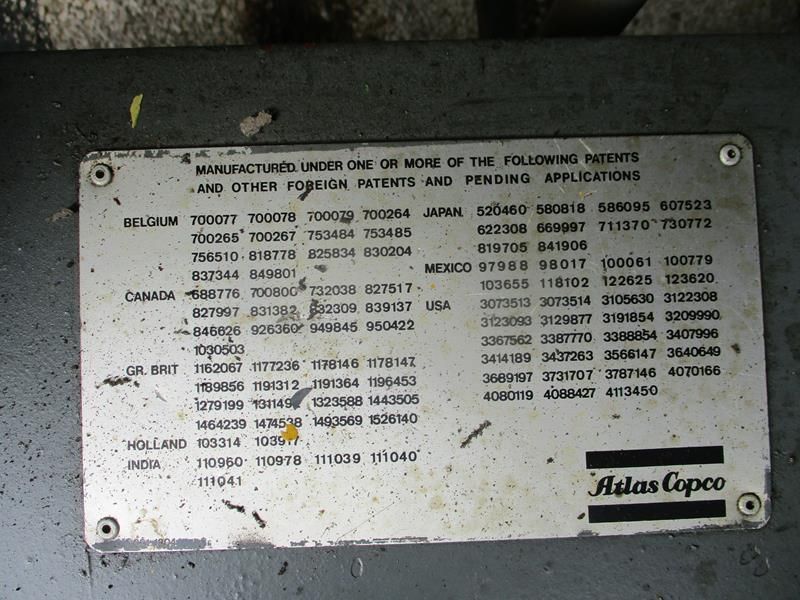 MANUFACTURED UNDER ONE OR MORE OF THE FOLLOWING PATENTS
AND OTHER FOREIGN PATENTS AND PENDING APPLICATIONS
BELGIUM 700077 700078 700079 700264
700265 700267 753484 753485
756510 818778 825834 830204
837344 849801
CANADA 688776 700800 732038 827517
827997 831382 832309 839137
846626 926360 949845 950422
1030503
GR. BRIT 1162067 1177236 1178146 1178147
1189856 1191312 1191364 1196453
1279199 1323588 1443505
1464239 1474538 1493569 1526140
HOLLAND 103314 103917
INDIA 110960 110978 111039 111040
111041
JAPAN 520460 580818 586095 607523
622308 669997 711370 730772
819705 841906
MEXICO 97988 98017 100061 100779
103655 118102 122625 123620
USA 3073513 3073514 3105630 3122308
3123093 3129877 3191854 3209990
3367562 3387770 3388854 3407996
3414189 3437263 3566147 3640649
3689197 3731707 3787146 4070166
4080119 4088427 4113450
Atlas Copco